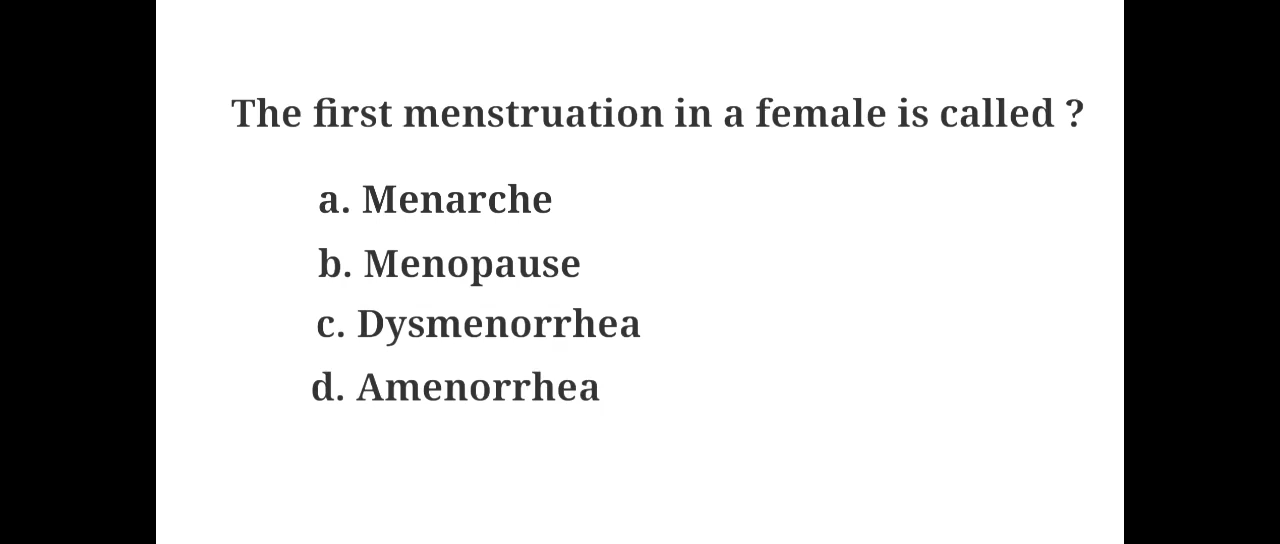 The first menstruation in a female is called ?
a. Menarche
b. Menopause
c. Dysmenorrhea
d. Amenorrhea